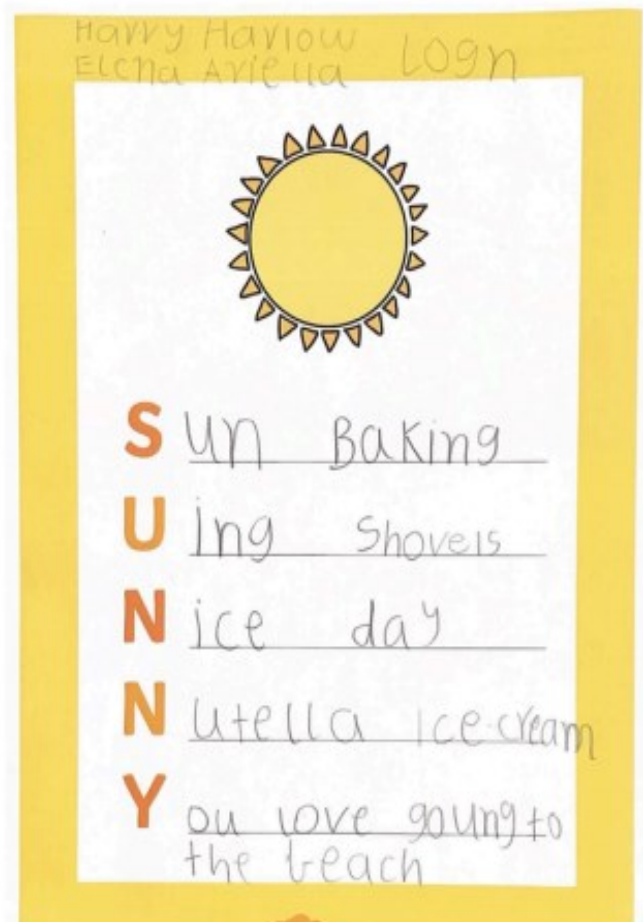 Harry Harlow
Elena Ariella Logn
Sun Baking
Uing Shovels
Nice day
Nutella ice cream
You love goung to
the beach